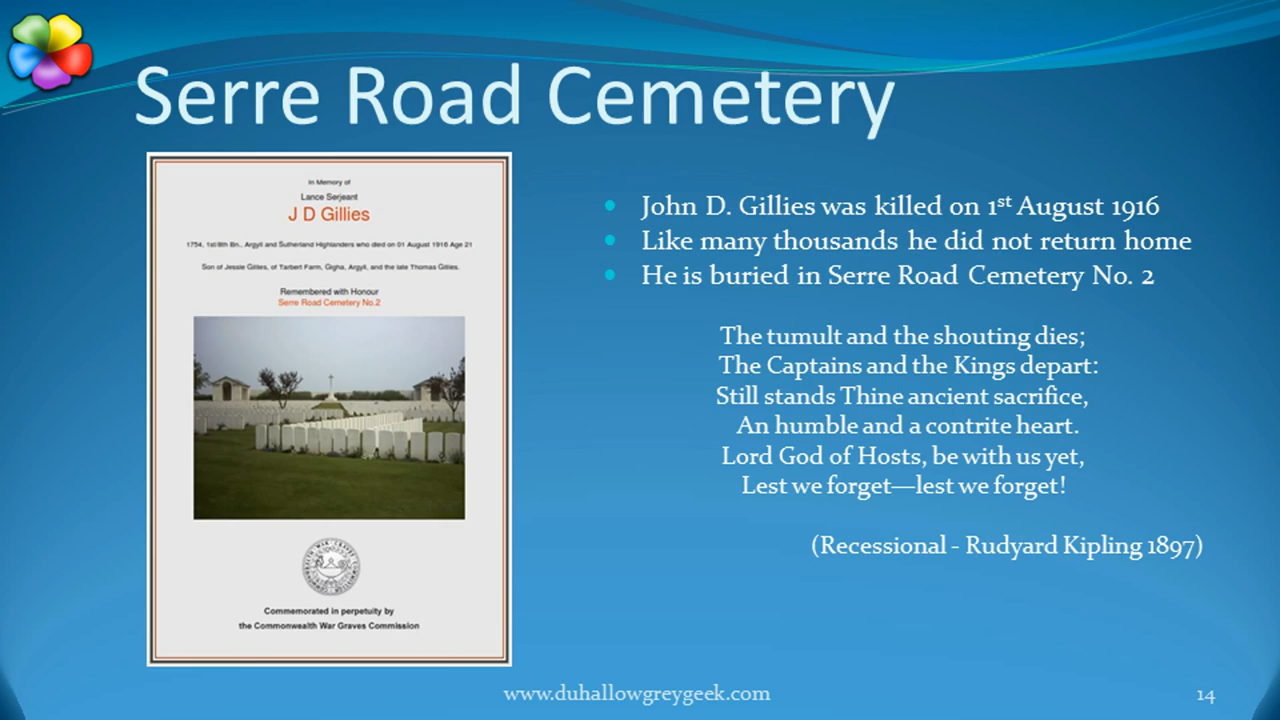 Serre Road Cemetery
In Memory of
Lance Serjeant
J D Gillies
1754, 1st/8th Bn., Argyll and Sutherland Highlanders who died on 01 August 1916 Age 21
Son of Jessie Gillies, of Tarbert Farm, Gigha, Argyll, and the late Thomas Gillies.
Remembered with Honour
Serre Road Cemetery No.2
Commemorated in perpetuity by
the Commonwealth War Graves Commission
John D. Gillies was killed on 1st August 1916
Like many thousands he did not return home
He is buried in Serre Road Cemetery No. 2
The tumult and the shouting dies;
The Captains and the Kings depart:
Still stands Thine ancient sacrifice,
An humble and a contrite heart.
Lord God of Hosts, be with us yet,
Lest we forget—lest we forget!
(Recessional - Rudyard Kipling 1897)
www.duhallowgreygeek.com
14